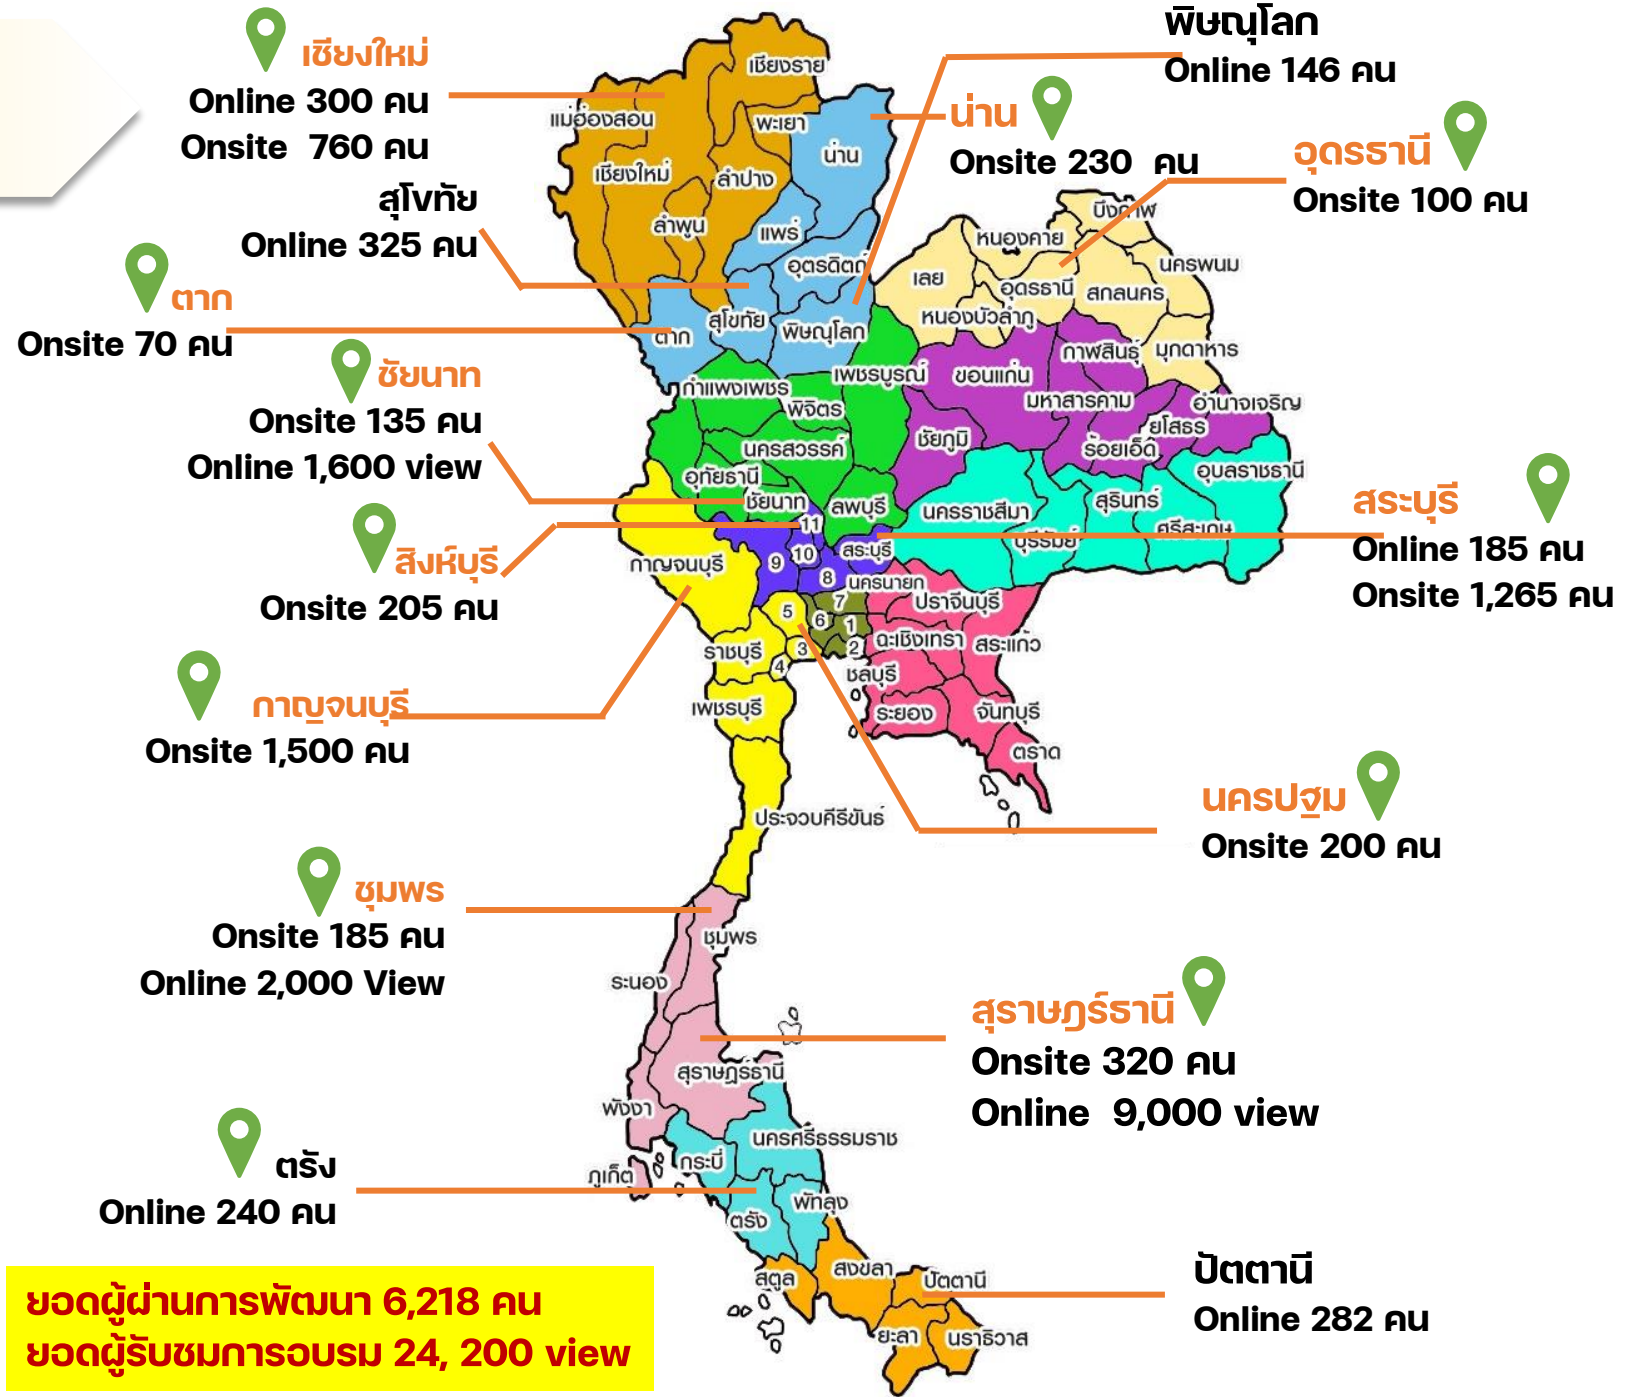 เชียงใหม่
Online 300 คน
Onsite 760 คน
สุโขทัย
Online 325 คน
ตาก
Onsite 70 คน
ชัยนาท
Onsite 135 คน
Online 1,600 view
สิงห์บุรี
Onsite 205 คน
กาญจนบุรี
Onsite 1,500 คน
ชุมพร
Onsite 185 คน
Online 2,000 View
ตรัง
Online 240 คน
ยอดผู้ผ่านการพัฒนา 6,218 คน
ยอดผู้รับชมการอบรม 24, 200 view
พิษณุโลก
Online 146 คน
น่าน
Onsite 230 คน
อุดรธานี
Onsite 100 คน
สระบุรี
Online 185 คน
Onsite 1,265 คน
นครปฐม
Onsite 200 คน
สุราษฎร์ธานี
Onsite 320 คน
Online 9,000 view
ปัตตานี
Online 282 คน
เชียงราย
แม่ฮ่องสอน
พะเยา
น่าน
เชียงใหม่
ลำปาง
ลำพูน
แพร่
อุตรดิตถ์
ตาก
สุโขทัย
พิษณุโลก
บึงกาฬ
หนองคาย
นครพนม
เลย
อุดรธานี
สกลนคร
หนองบัวลำภู
กาฬสินธุ์
มุกดาหาร
เพชรบูรณ์
ขอนแก่น
กำแพงเพชร
พิจิตร
มหาสารคาม
อำนาจเจริญ
ยโสธร
ชัยภูมิ
ร้อยเอ็ด
นครสวรรค์
อุทัยธานี
อุบลราชธานี
ชัยนาท
ลพบุรี
นครราชสีมา
สุรินทร์
บุรีรัมย์
ศรีสะเกษ
11
10
9
8
สระบุรี
กาญจนบุรี
นครนายก
7
5
6
1
2
3
4
ปราจีนบุรี
ฉะเชิงเทรา
สระแก้ว
ราชบุรี
ชลบุรี
เพชรบุรี
ระยอง
จันทบุรี
ตราด
ประจวบคีรีขันธ์
ชุมพร
ระนอง
สุราษฎร์ธานี
พังงา
นครศรีธรรมราช
ภูเก็ต
กระบี่
พัทลุง
ตรัง
สตูล
สงขลา
ปัตตานี
ยะลา
นราธิวาส